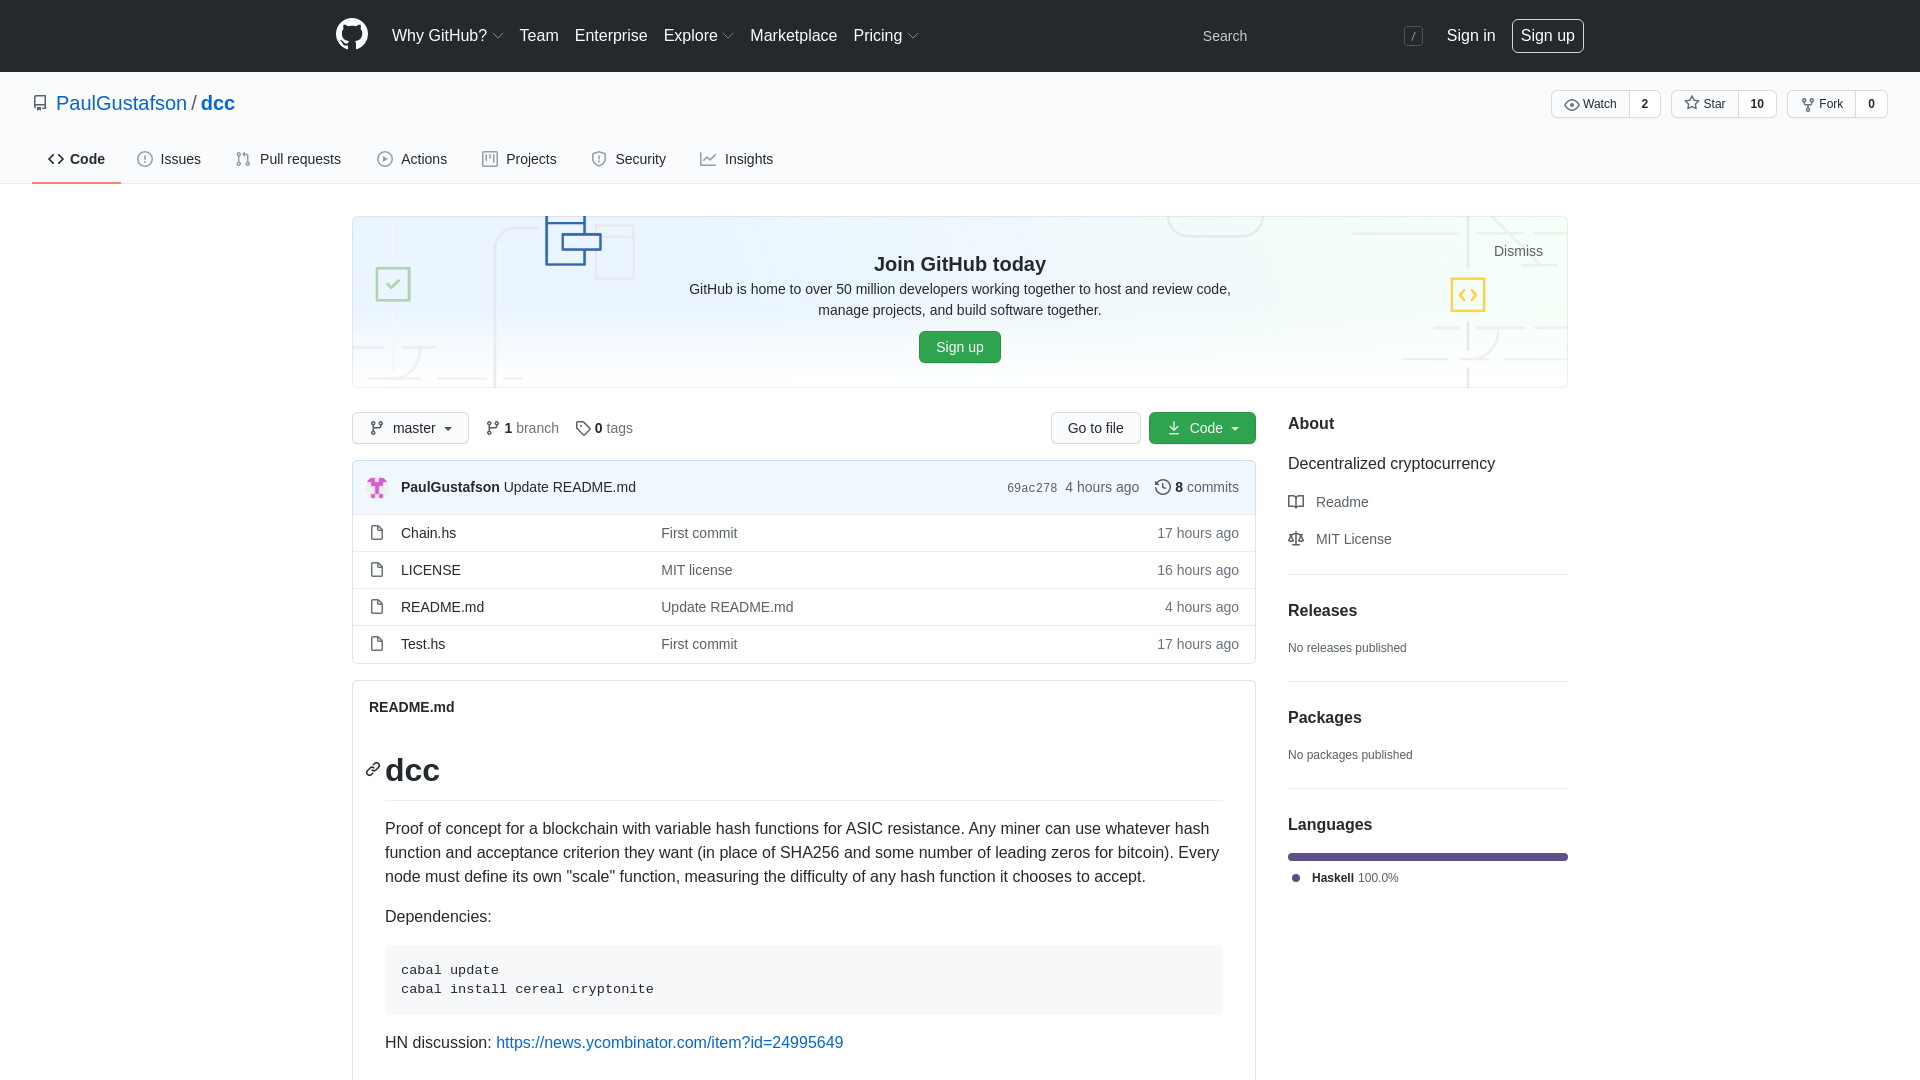 Why GitHub? Team Enterprise Explore Marketplace Pricing Search / Sign in Sign up
PaulGustafson / dcc Watch 2 Star 10 Fork 0
Code Issues Pull requests Actions Projects Security Insights
Dismiss
Join GitHub today
GitHub is home to over 50 million developers working together to host and review code,
manage projects, and build software together.
Sign up
master 1 branch 0 tags Go to file Code
PaulGustafson Update README.md 69ac278 4 hours ago 8 commits
Chain.hs First commit 17 hours ago
LICENSE MIT license 16 hours ago
README.md Update README.md 4 hours ago
Test.hs First commit 17 hours ago
README.md
dcc
Proof of concept for a blockchain with variable hash functions for ASIC resistance. Any miner can use whatever hash
function and acceptance criterion they want (in place of SHA256 and some number of leading zeros for bitcoin). Every
node must define its own "scale" function, measuring the difficulty of any hash function it chooses to accept.
Dependencies:
cabal update
cabal install cereal cryptonite
HN discussion: https://news.ycombinator.com/item?id=24995649
About
Decentralized cryptocurrency
Readme
MIT License
Releases
No releases published
Packages
No packages published
Languages
Haskell 100.0%